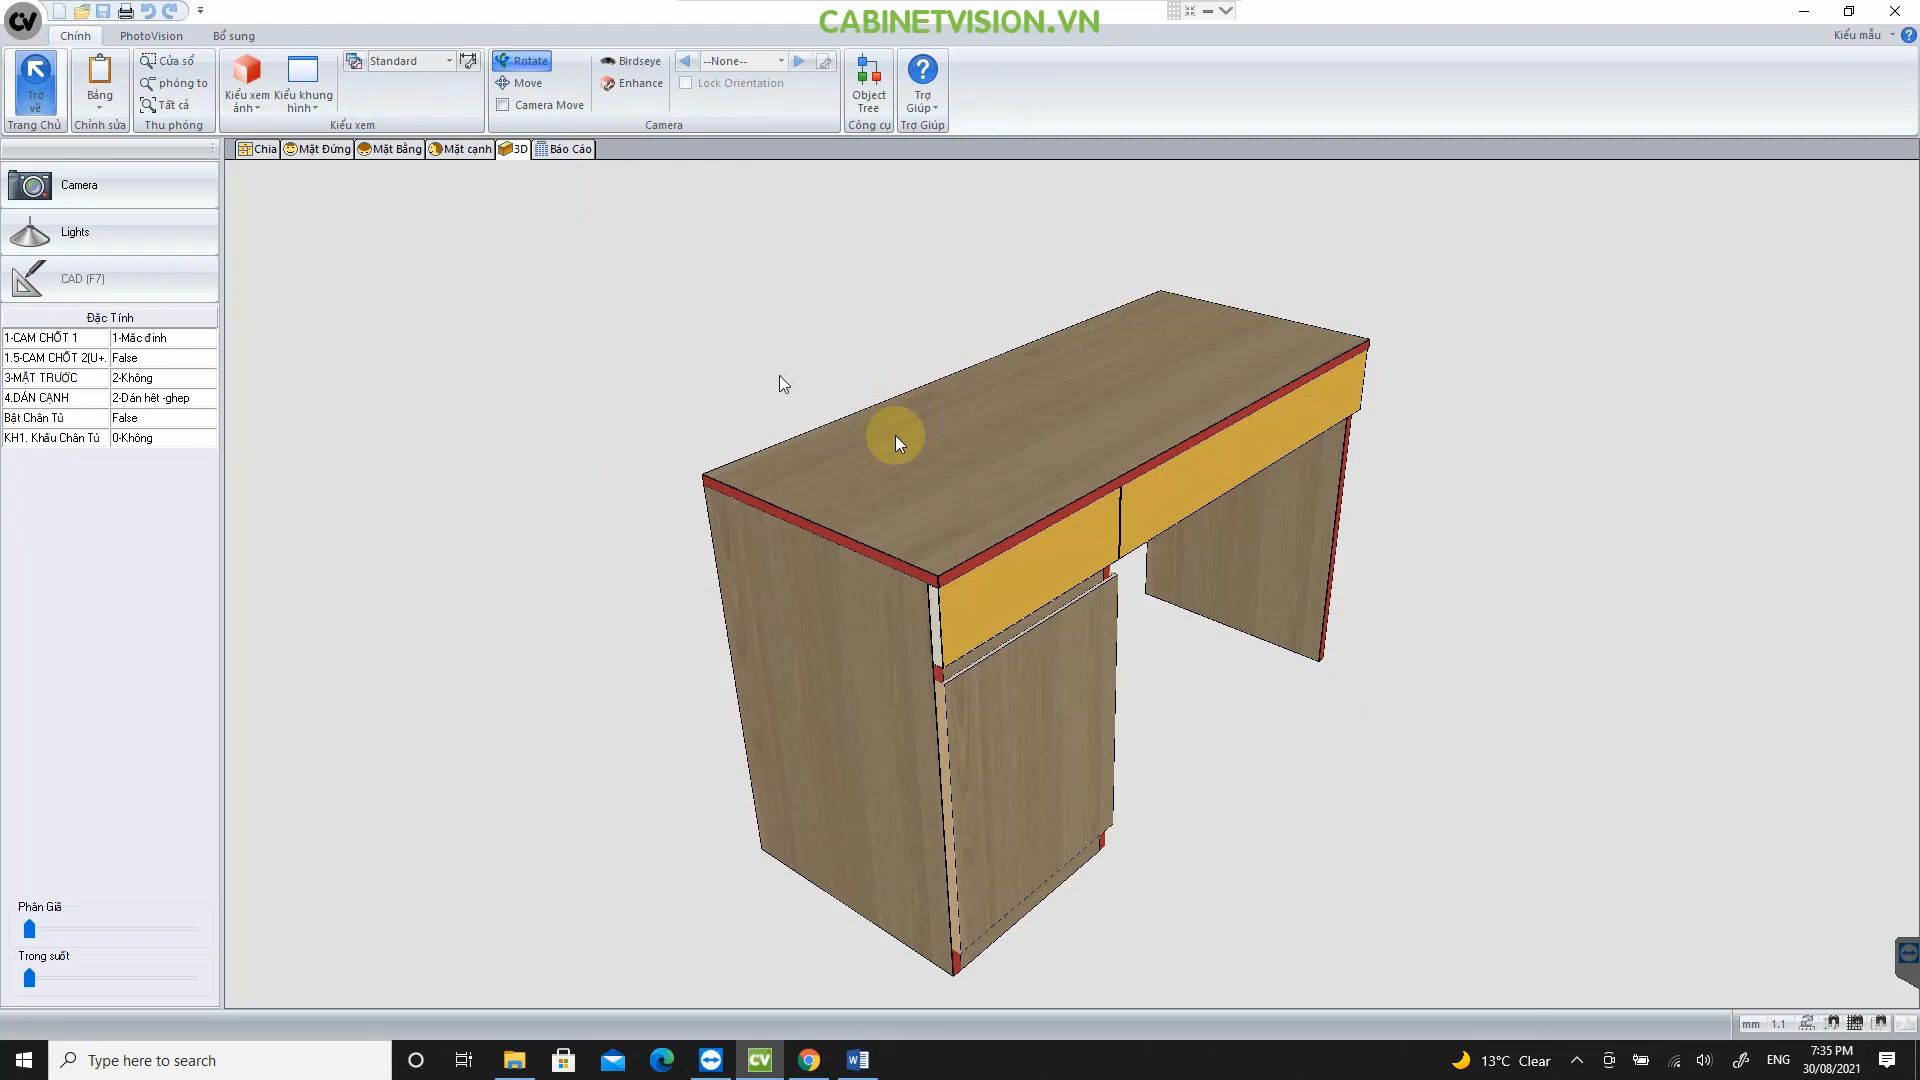 CV
CABINETVISION.VN
Chính
PhotoVision
Bổ sung
Kiểu mẫu
Trở về
Trang Chủ
Bảng
Chỉnh sửa
Cửa sổ
phóng to
Tất cả
Thu phóng
Kiểu xem ảnh
Kiểu khung hình
Standard
Kiểu xem
Rotate
Move
Camera Move
Birdseye
Enhance
--None--
Lock Orientation
Camera
Object Tree
Công cụ
Trợ Giúp
Trợ Giúp
Chia
Mặt Đứng
Mặt Bằng
Mặt cạnh
3D
Báo Cáo
Camera
Lights
CAD (F7)
Đặc Tính
1-CAM CHỐT 1 1-Măc đinh
1.5-CAM CHỐT 2(U+. False
3-MẶT TRƯỚC 2-Không
4.DÁN CẠNH 2-Dán hêt -ghep
Bật Chân Tủ False
KH1. Khấu Chân Tủ 0-Không
Phân Giã
Trong suốt
mm 1.1
Type here to search
CV
13°C Clear
ENG
7:35 PM
30/08/2021